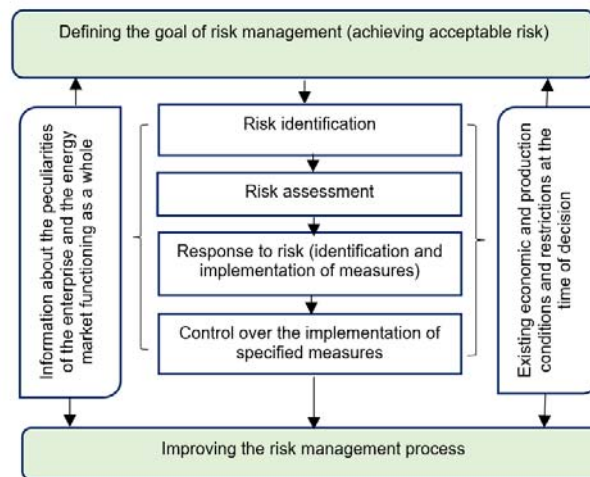 Defining the goal of risk management (achieving acceptable risk)
Information about the peculiarities
of the enterprise and the energy
market functioning as a whole
Risk identification
Risk assessment
Response to risk (identification and
implementation of measures)
Control over the implementation of
specified measures
Existing economic and production
conditions and restrictions at the
time of decision
Improving the risk management process